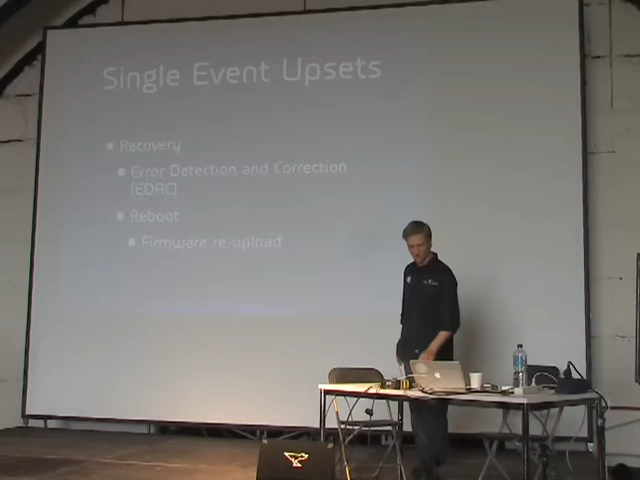 Single Event Upsets
Recovery
Error Detection and Correction
(EDAC)
Reboot
Firmware re-upload